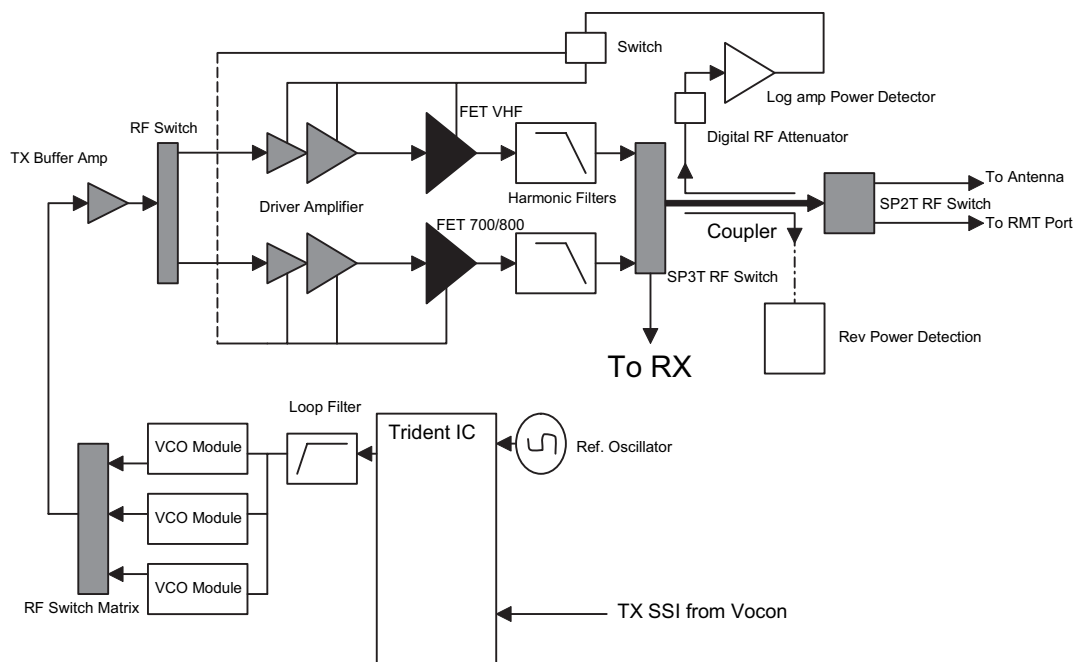 Switch
Log amp Power Detector
FET VHF
RF Switch
Digital RF Attenuator
TX Buffer Amp
To Antenna
Harmonic Filters
SP2T RF Switch
Driver Amplifier
To RMT Port
FET 700/800
Coupler
SP3T RF Switch
Rev Power Detection
To RX
Loop Filter
Trident IC
VCO Module
Ref. Oscillator
VCO Module
VCO Module
RF Switch Matrix
TX SSI from Vocon